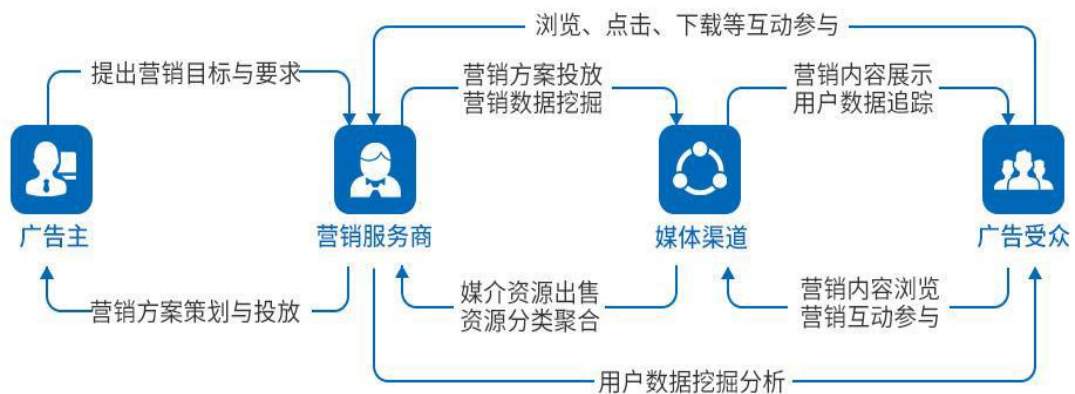 浏览、点击、下载等互动参与
提出营销目标与要求
营销方案投放
营销数据挖掘
营销内容展示
用户数据追踪
广告主
营销服务商
媒体渠道
广告受众
营销方案策划与投放
媒介资源出售
资源分类聚合
营销内容浏览
营销互动参与
用户数据挖掘分析